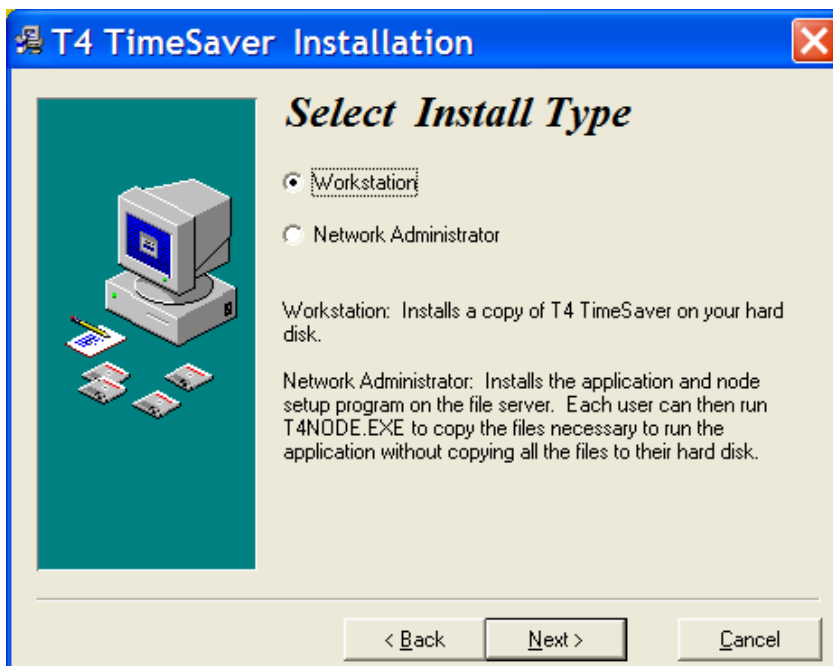 T4 TimeSaver Installation
Select Install Type
Workstation
Network Administrator
Workstation: Installs a copy of T4 TimeSaver on your hard
disk.
Network Administrator: Installs the application and node
setup program on the file server. Each user can then run
T4NODE.EXE to copy the files necessary to run the
application without copying all the files to their hard disk.
< Back
Next >
Cancel